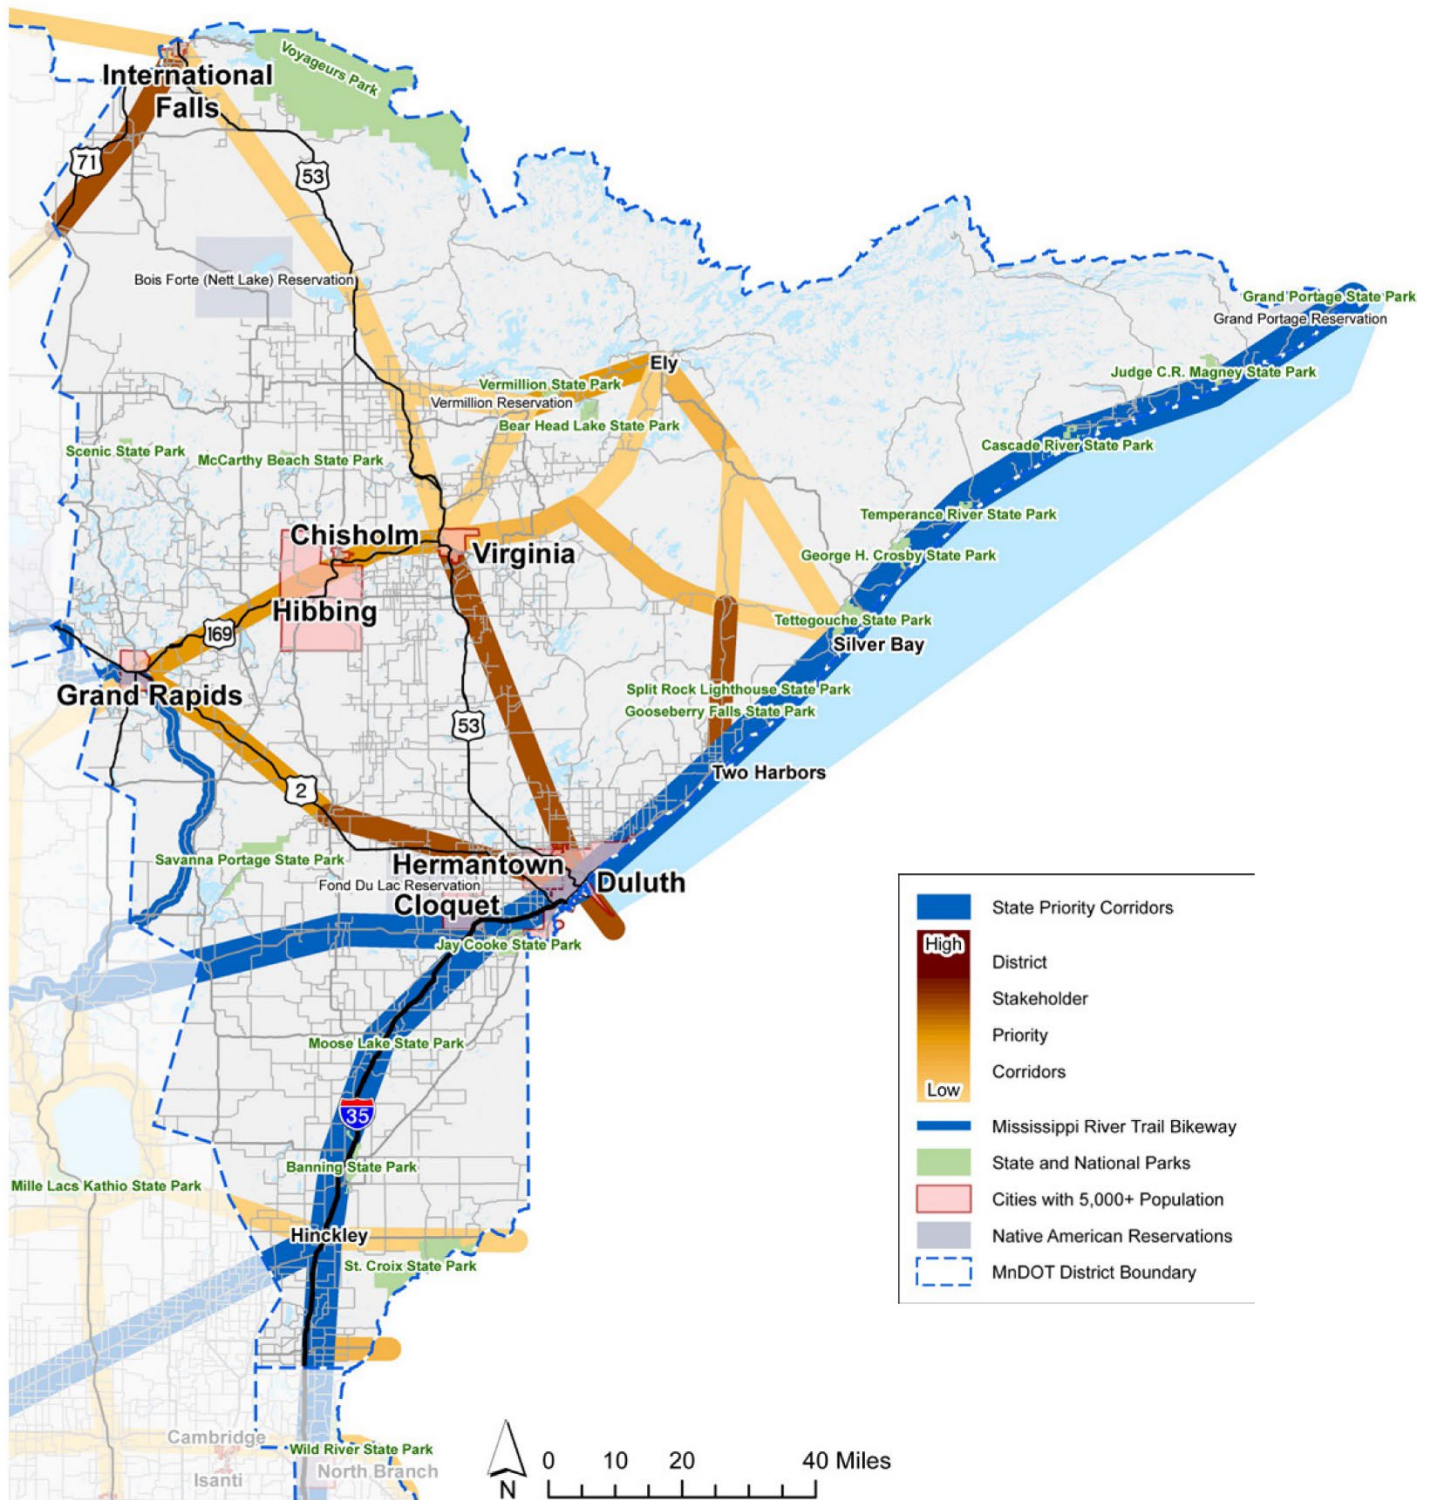 Voyageurs Park
International
Falls
71
53
Bois Forte (Nett Lake) Reservation
Grand Portage State Park
Grand Portage Reservation
Ely
Judge C.R. Magney State Park
Vermillion State Park
Vermillion Reservation
Bear Head Lake State Park
Cascade River State Park
Scenic State Park
McCarthy Beach State Park
Temperance River State Park
Chisholm
Virginia
George H. Crosby State Park
Hibbing
Tettegouche State Park
169
Silver Bay
Grand Rapids
Split Rock Lighthouse State Park
Gooseberry Falls State Park
53
Two Harbors
2
Savanna Portage State Park
Hermantown
Duluth
Fond Du Lac Reservation
Cloquet
Jay Cooke State Park
Moose Lake State Park
35
Banning State Park
Mille Lacs Kathio State Park
Hinckley
St. Croix State Park
Cambridge
Wild River State Park
Isanti
North Branch
State Priority Corridors
High
District
Stakeholder
Priority
Corridors
Low
Mississippi River Trail Bikeway
State and National Parks
Cities with 5,000+ Population
Native American Reservations
MnDOT District Boundary
N
0 10 20 40 Miles